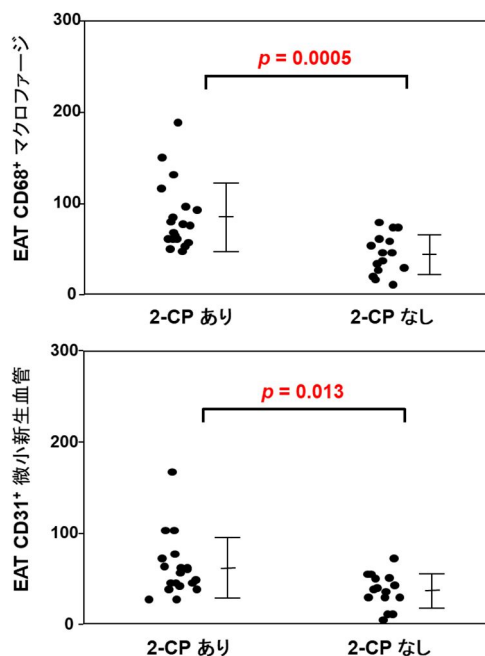 300
p = 0.0005
200
EAT CD68⁺ マクロファージ
100
0
2-CP あり 2-CP なし
300
p = 0.013
200
EAT CD31⁺ 微小新生血管
100
0
2-CP あり 2-CP なし